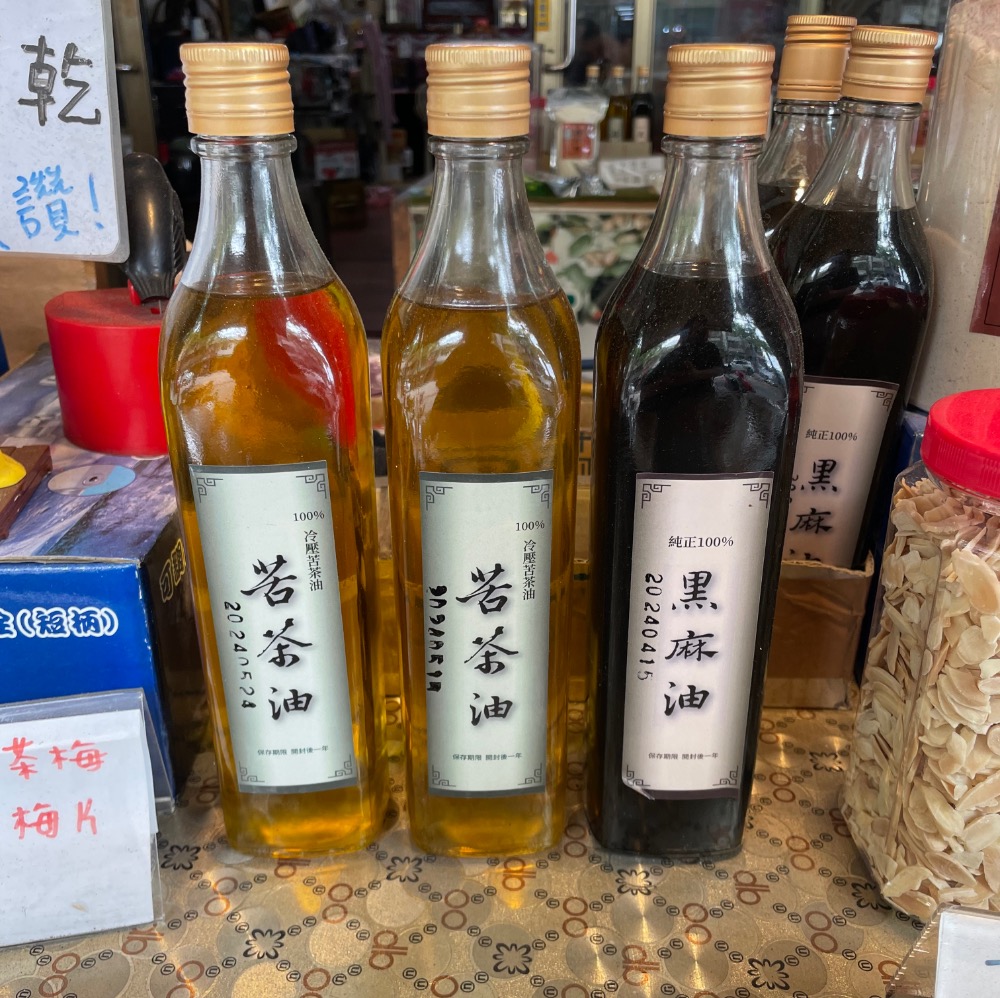 乾
讚!
(短柄)
茶梅
梅片
100%
冷壓苦茶油
苦茶油
20240524
保存期限 開封後一年
100%
冷壓苦茶油
苦茶油
保存期限 開封後一年
純正100%
黑麻油
20240415
保存期限 開封後一年
純正100%
黑麻油